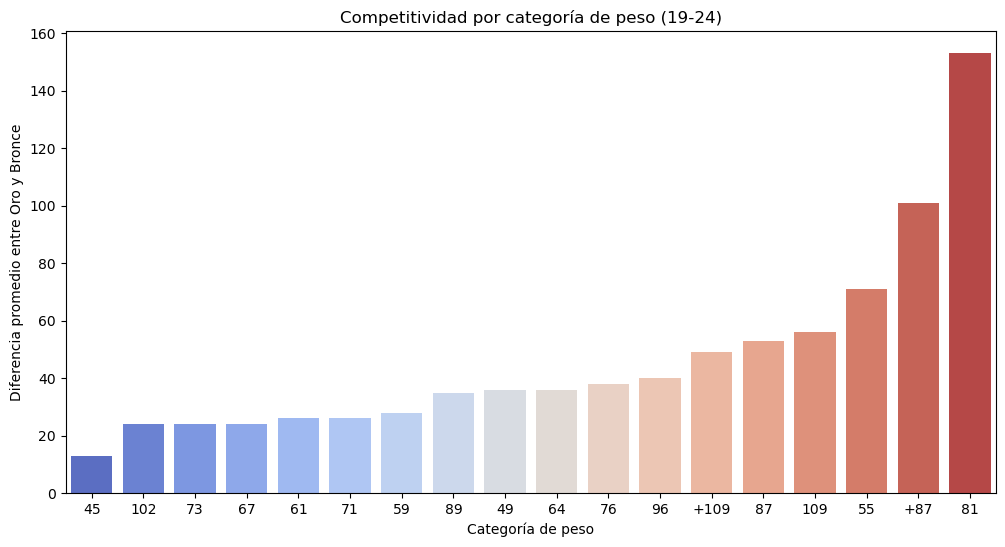 Competitividad por categoría de peso (19-24)
Diferencia promedio entre Oro y Bronce
160
140
120
100
80
60
40
20
0
45 102 73 67 61 71 59 89 49 64 76 96 +109 87 109 55 +87 81
Categoría de peso